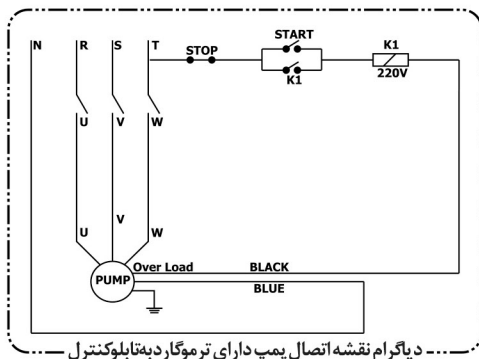 N R S T
START
STOP
K1
K1
220V
U V W
V
U W
Over Load BLACK
PUMP
BLUE
دیاگرام نقشه اتصال پمپ دارای ترموگارد به تابلو کنترل